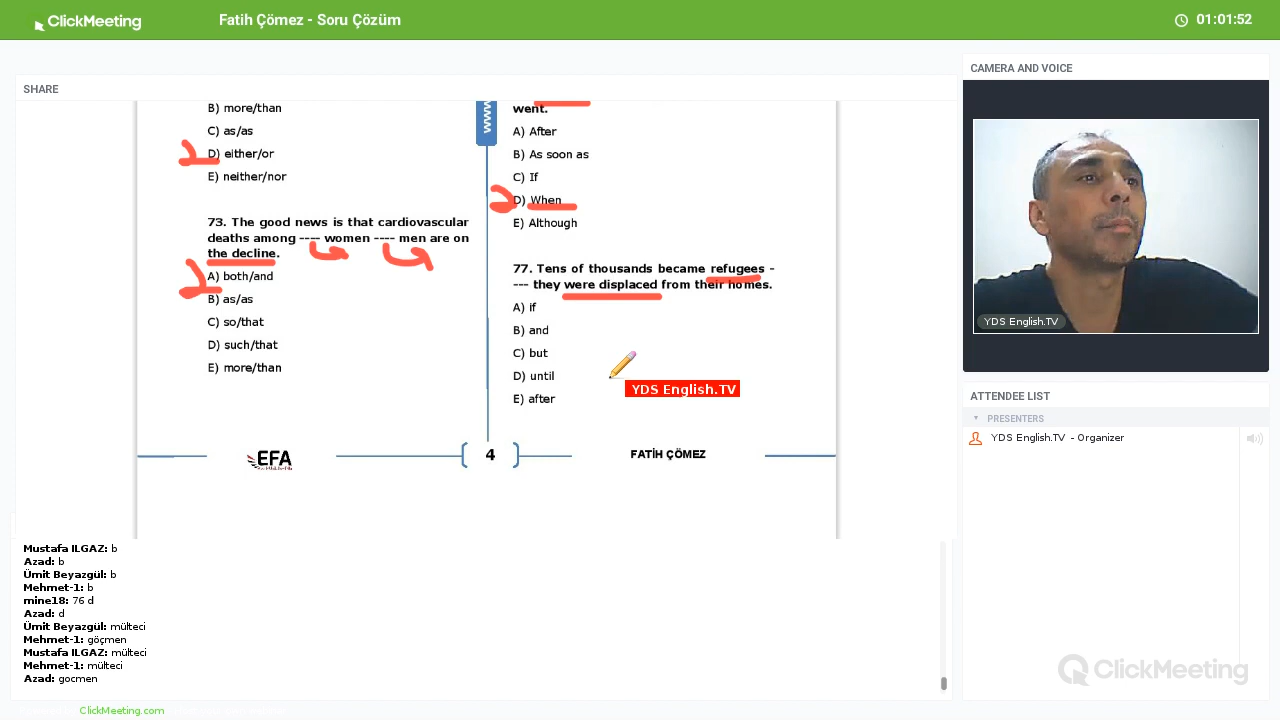 ClickMeeting
Fatih Çömez - Soru Çözüm
01:01:52
SHARE
B) more/than
C) as/as
D) either/or
E) neither/nor
73. The good news is that cardiovascular
deaths among ---- women ---- men are on
the decline.
A) both/and
B) as/as
C) so/that
D) such/that
E) more/than
went.
A) After
B) As soon as
C) If
D) When
E) Although
77. Tens of thousands became refugees -
--- they were displaced from their homes.
A) if
B) and
C) but
D) until
E) after
YDS English.TV
EFA
4
FATİH ÇÖMEZ
CAMERA AND VOICE
YDS English.TV
ATTENDEE LIST
PRESENTERS
YDS English.TV - Organizer
Mustafa ILGAZ: b
Azad: b
Ümit Beyazgül: b
Mehmet-1: b
mine18: 76 d
Azad: d
Ümit Beyazgül: mülteci
Mehmet-1: göçmen
Mustafa ILGAZ: mülteci
Mehmet-1: mülteci
Azad: gocmen
ClickMeeting
ClickMeeting.com